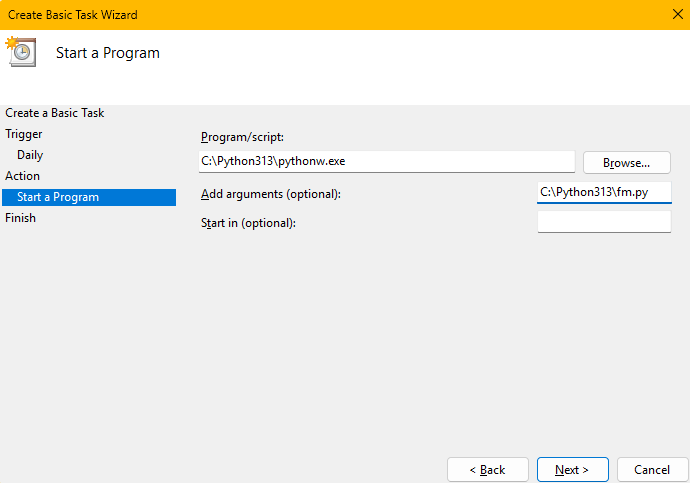 Create Basic Task Wizard
Start a Program
Create a Basic Task
Trigger
Daily
Action
Start a Program
Finish
Program/script:
C:\Python313\pythonw.exe
Browse...
Add arguments (optional):
C:\Python313\fm.py
Start in (optional):
< Back
Next >
Cancel